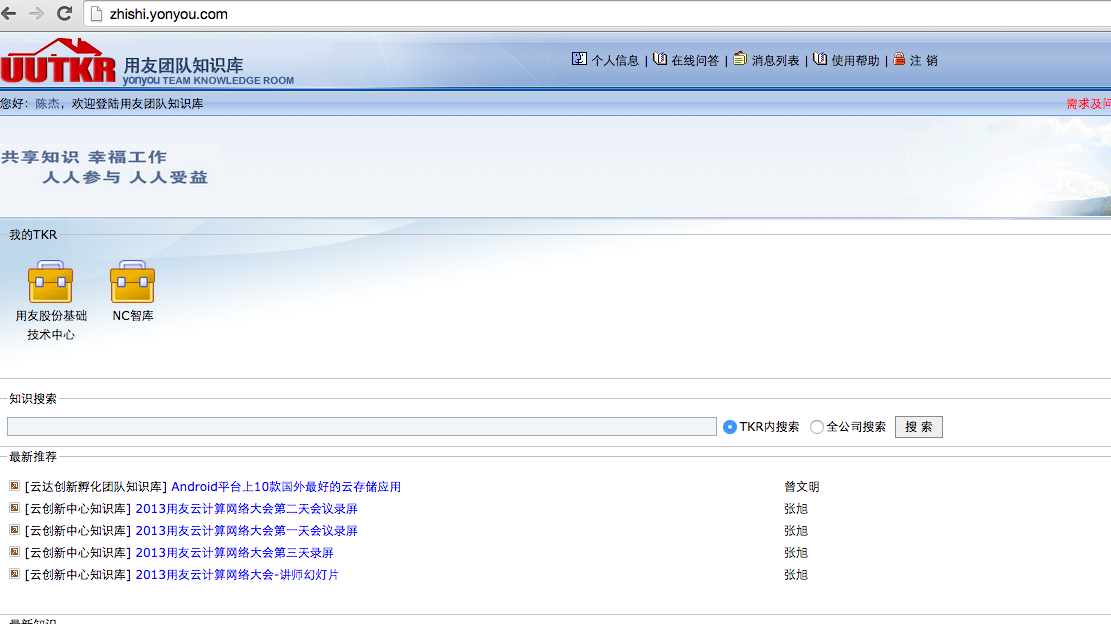 zhishi.yonyou.com
UUTKR 用友团队知识库
yonyou TEAM KNOWLEDGE ROOM
个人信息 | 在线问答 | 消息列表 | 使用帮助 | 注 销
您好：陈杰，欢迎登陆用友团队知识库
需求及问
共享知识 幸福工作
人人参与 人人受益
我的TKR
用友股份基础
技术中心
NC智库
知识搜索
TKR内搜索 全公司搜索 搜 索
最新推荐
[云达创新孵化团队知识库] Android平台上10款国外最好的云存储应用 曾文明
[云创新中心知识库] 2013用友云计算网络大会第二天会议录屏 张旭
[云创新中心知识库] 2013用友云计算网络大会第一天会议录屏 张旭
[云创新中心知识库] 2013用友云计算网络大会第三天录屏 张旭
[云创新中心知识库] 2013用友云计算网络大会-讲师幻灯片 张旭
最新知识